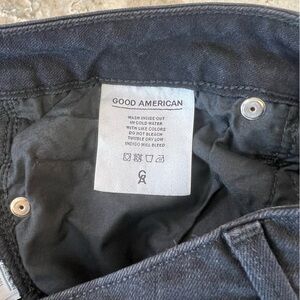 GOOD AMERICAN
WASH INSIDE OUT
IN COLD WATER
WITH LIKE COLORS
DO NOT BLEACH
TUMBLE DRY LOW
INDIGO WILL BLEED
GA